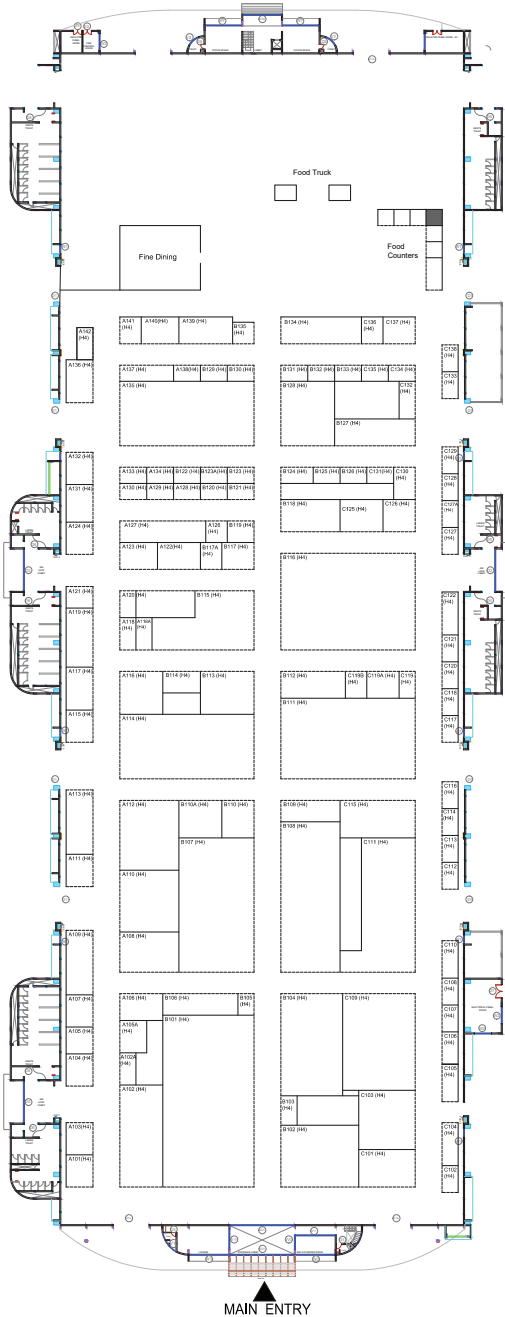 Food Truck
Fine Dining
Food
Counters
A141
(H4)
A140(H4)
A139 (H4)
B135
(H4)
B134 (H4)
C136
(H4)
C137 (H4)
A142
(H4)
A136(H4)
C138
(H4)
C133
(H4)
A137 (H4)
A138(H4)
B129 (H4)
B130 (H4)
A135 (H4)
B131 (H4)
B132 (H4)
B133 (H4)
C135 (H4)
C134 (H4)
B128 (H4)
C132
(H4)
B127 (H4)
A132 (H4)
A131 (H4)
A124 (H4)
A133 (H4)
A134 (H4)
B122 (H4)
B123A(H4)
B123 (H4)
A130 (H4)
A129 (H4)
A128 (H4)
B120 (H4)
B121 (H4)
B124 (H4)
B125 (H4)
B126 (H4)
C131(H4)
C130
(H4)
B118 (H4)
C125 (H4)
C126 (H4)
C129
(H4)
C128
(H4)
C127A
(H4)
C127
(H4)
A127 (H4)
A126
(H4)
B119 (H4)
A123 (H4)
A122(H4)
B117A
(H4)
B117 (H4)
B116 (H4)
A121 (H4)
A119 (H4)
A117 (H4)
A115 (H4)
A120 (H4)
B115 (H4)
A118
(H4)
A118A
(H4)
C122
(H4)
C121
(H4)
C120
(H4)
C118
(H4)
C117
(H4)
A116 (H4)
B114 (H4)
B113 (H4)
A114 (H4)
B112 (H4)
C119B
(H4)
C119A (H4)
C119
(H4)
B111 (H4)
A113 (H4)
A111 (H4)
A112 (H4)
B110A (H4)
B110 (H4)
B107 (H4)
A110 (H4)
A108 (H4)
B109 (H4)
C115 (H4)
B108 (H4)
C111 (H4)
C116
(H4)
C114
(H4)
C113
(H4)
C112
(H4)
A109 (H4)
A107 (H4)
A105 (H4)
A104 (H4)
C110
(H4)
C108
(H4)
C107
(H4)
C106
(H4)
C105
(H4)
A106 (H4)
B106 (H4)
B105
(H4)
A105A
(H4)
B101 (H4)
A102A
(H4)
A102 (H4)
B104 (H4)
C109 (H4)
B103
(H4)
C103 (H4)
B102 (H4)
C101 (H4)
A103(H4)
A101(H4)
C104
(H4)
C102
(H4)
MAIN ENTRY